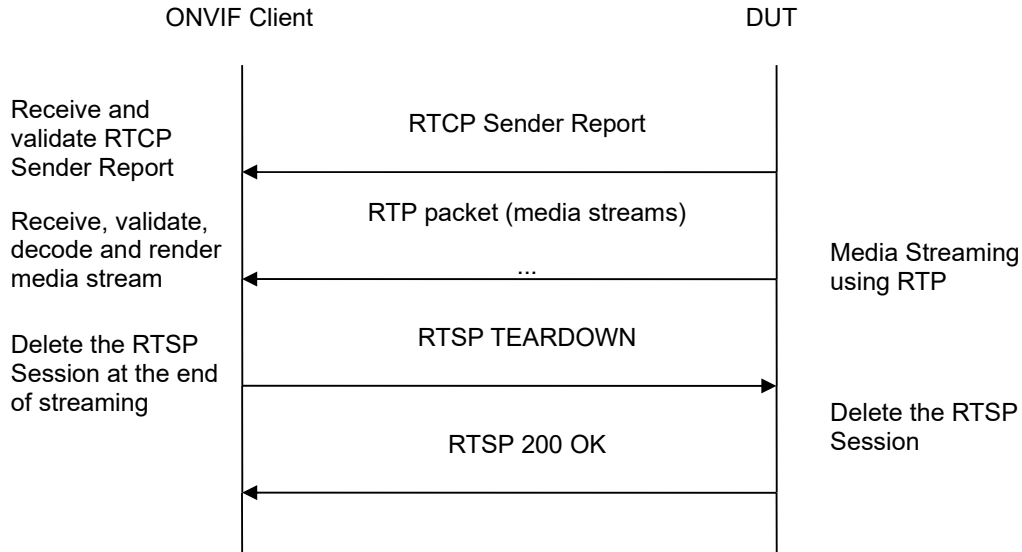 ONVIF Client
DUT
Receive and
validate RTCP
Sender Report
RTCP Sender Report
RTP packet (media streams)
Receive, validate,
decode and render
media stream
...
Media Streaming
using RTP
RTSP TEARDOWN
Delete the RTSP
Session at the end
of streaming
Delete the RTSP
Session
RTSP 200 OK